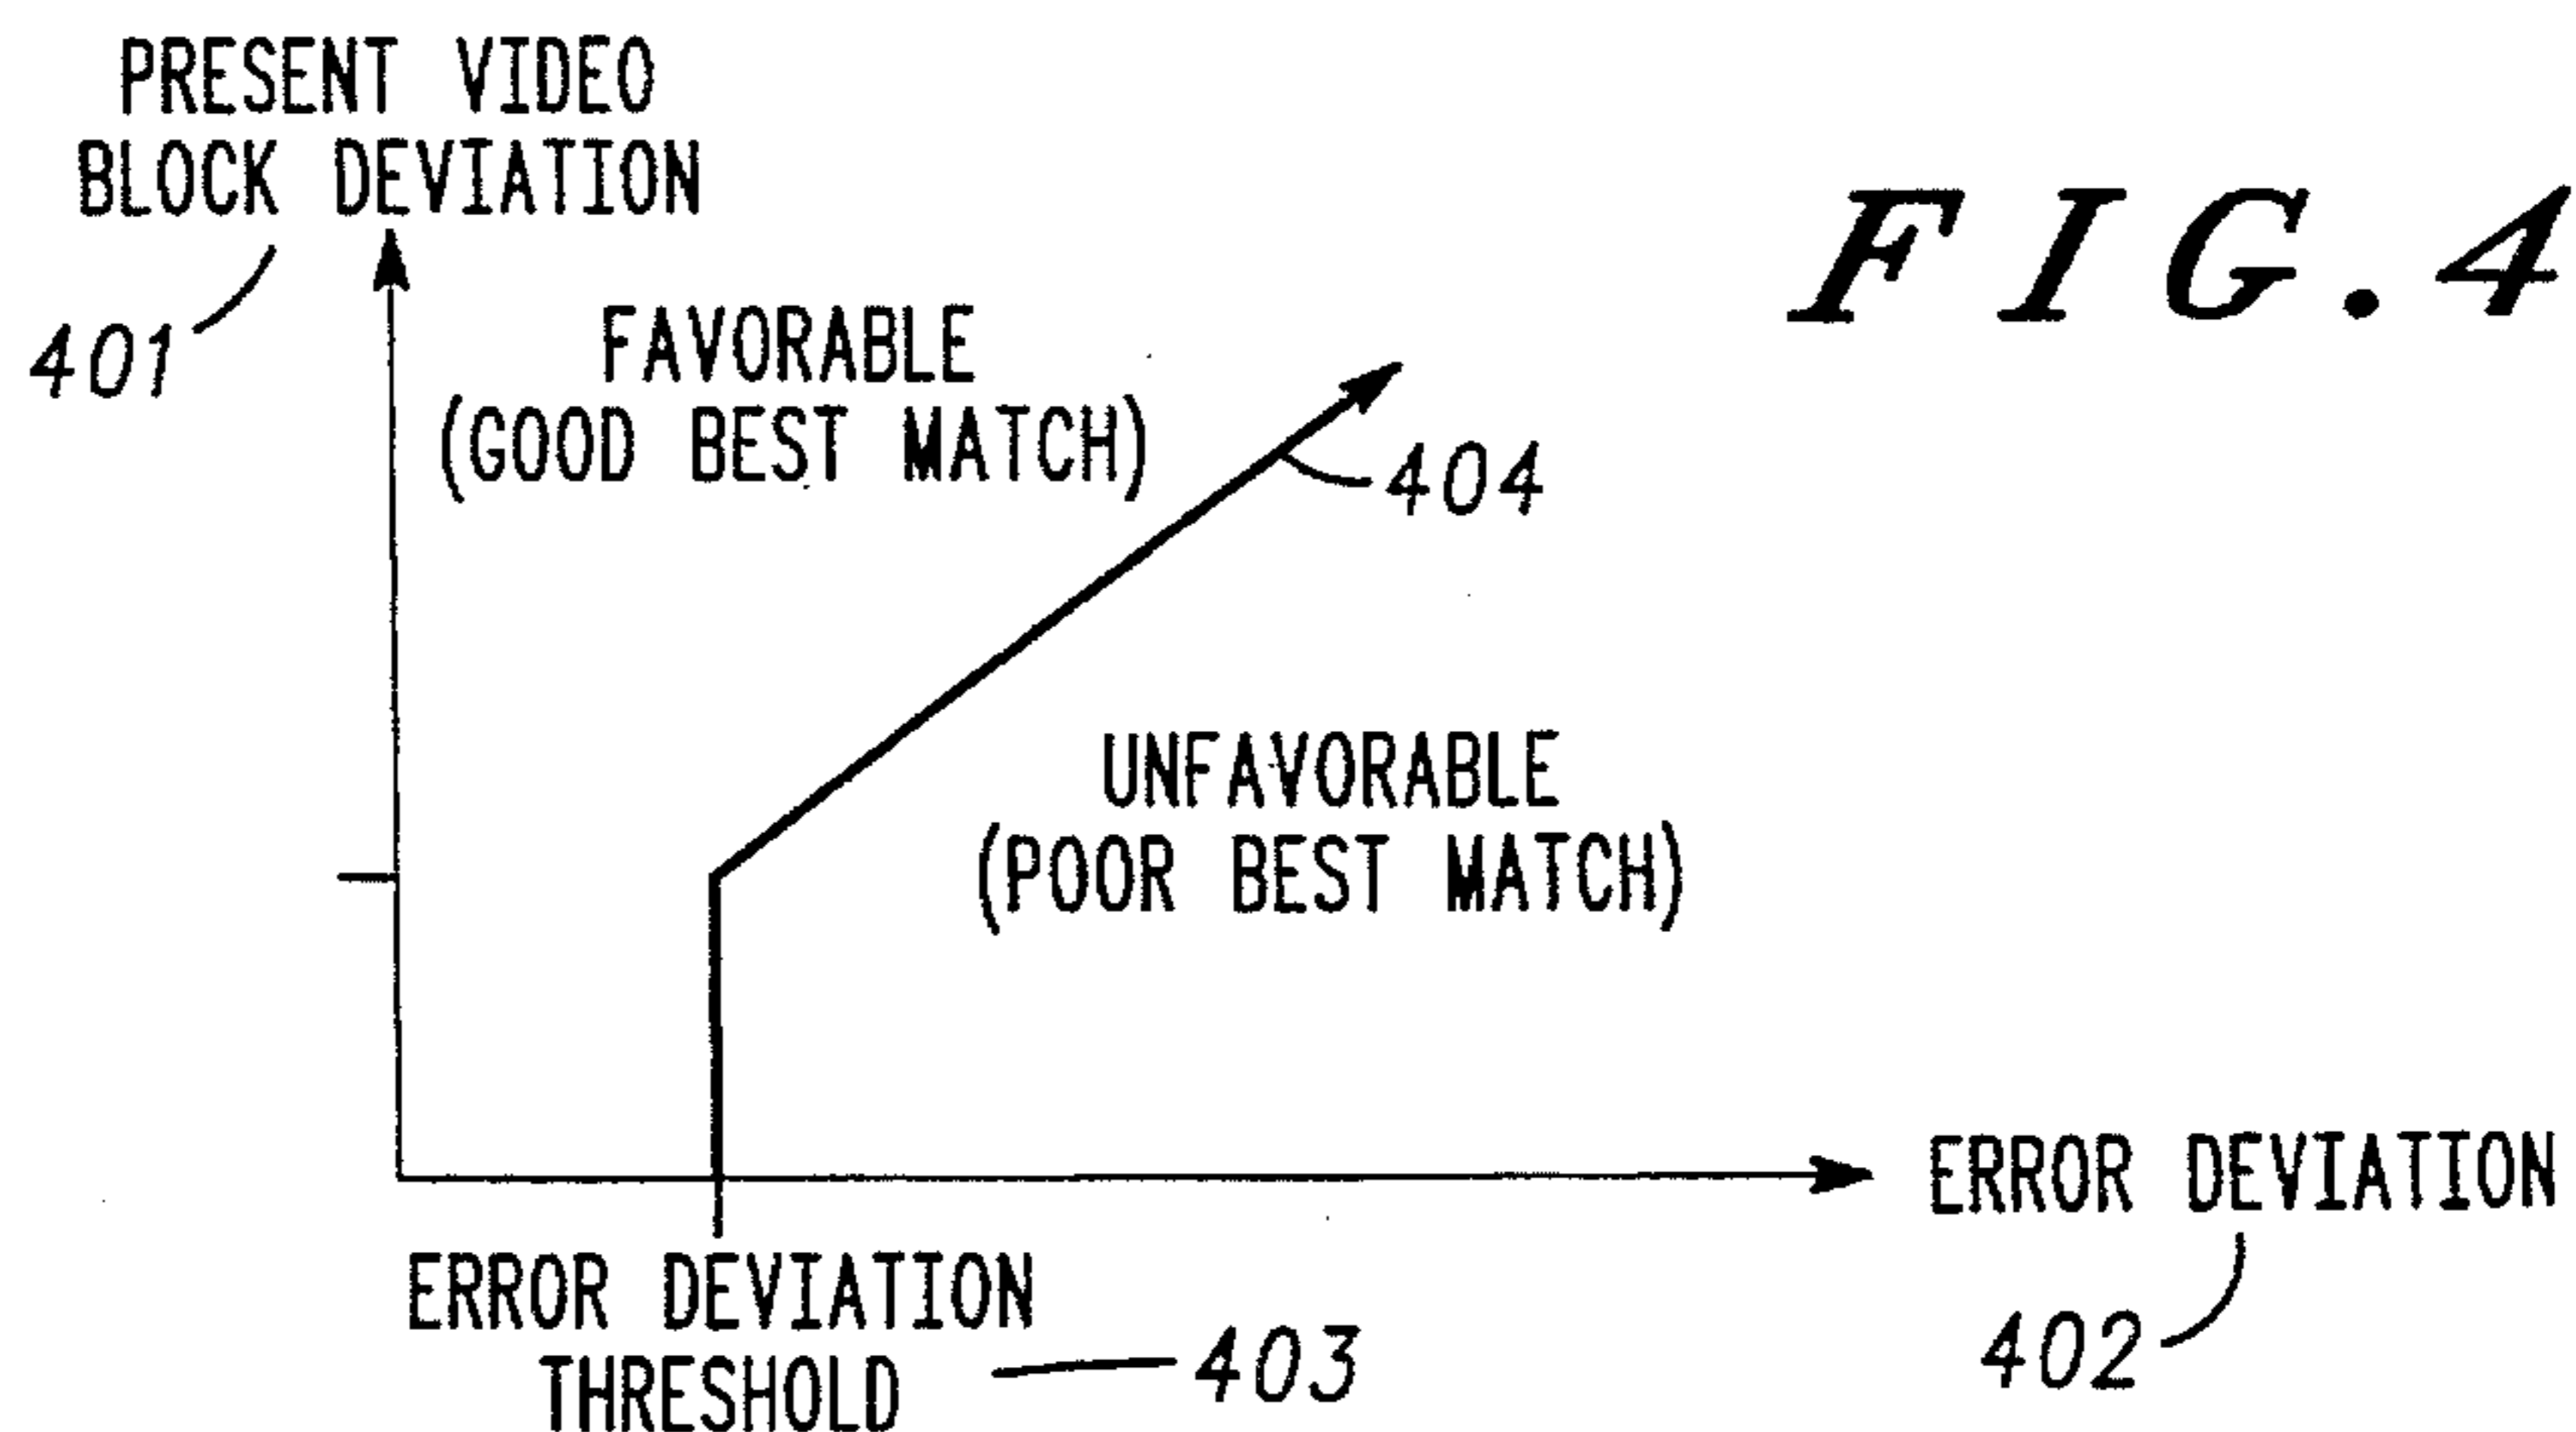 PRESENT VIDEO
BLOCK DEVIATION
401
FIG.4
FAVORABLE
(GOOD BEST MATCH)
404
UNFAVORABLE
(POOR BEST MATCH)
ERROR DEVIATION
402
ERROR DEVIATION
THRESHOLD
403